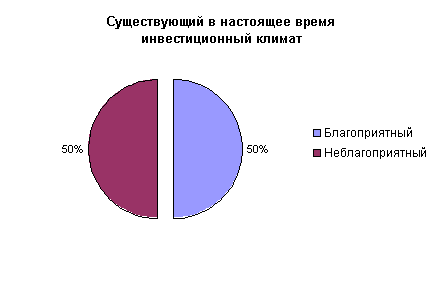 Существующий в настоящее время
инвестиционный климат
50%
50%
Благоприятный
Неблагоприятный